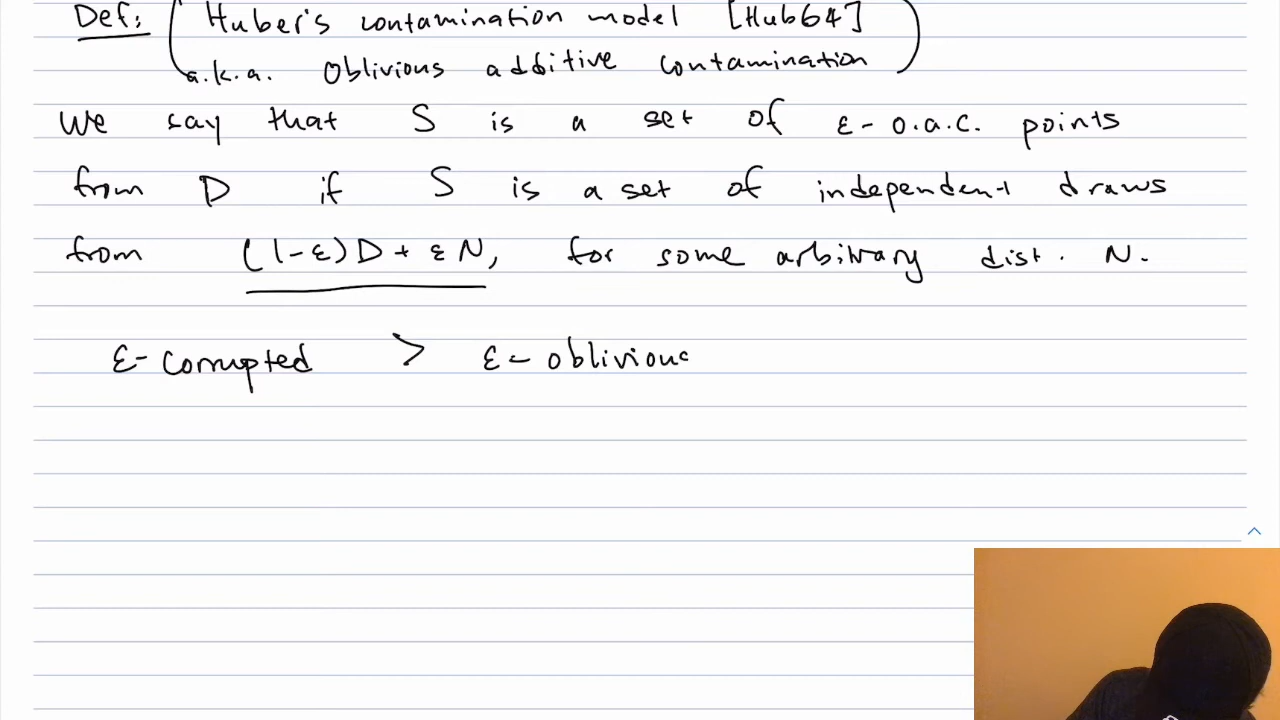 Def: (Huber's contamination model [Hub64]
a.k.a. Oblivious additive contamination)
We say that S is a set of ε-o.a.c. points
from D if S is a set of independent draws
from (1-ε)D + εN, for some arbitrary dist. N.
ε-corrupted > ε-oblivious